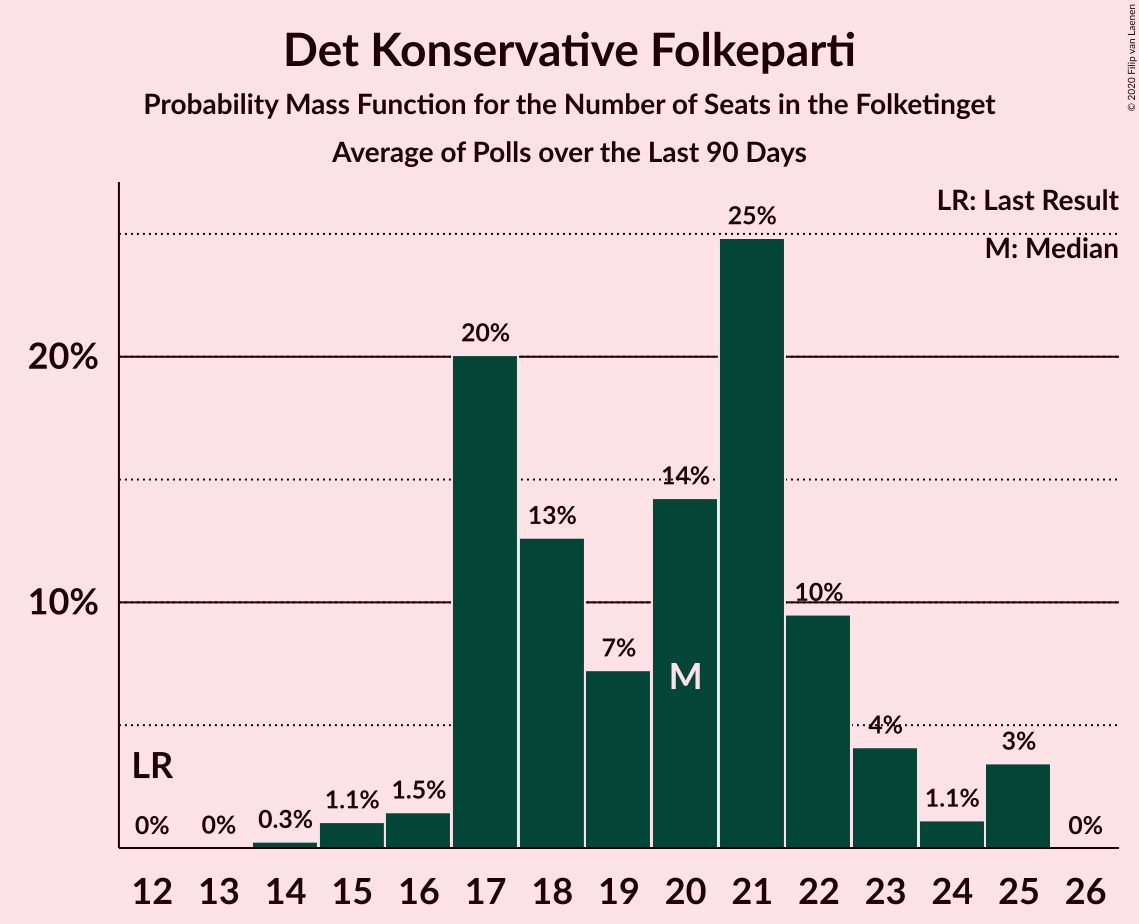 Det Konservative Folkeparti
Probability Mass Function for the Number of Seats in the Folketinget
Average of Polls over the Last 90 Days
© 2020 Filip van Laenen
LR: Last Result
M: Median
25%
20%
20%
14%
13%
10%
10%
7%
M
4%
3%
LR
1.5%
1.1%
1.1%
0.3%
0%
0%
0%
12 13 14 15 16 17 18 19 20 21 22 23 24 25 26